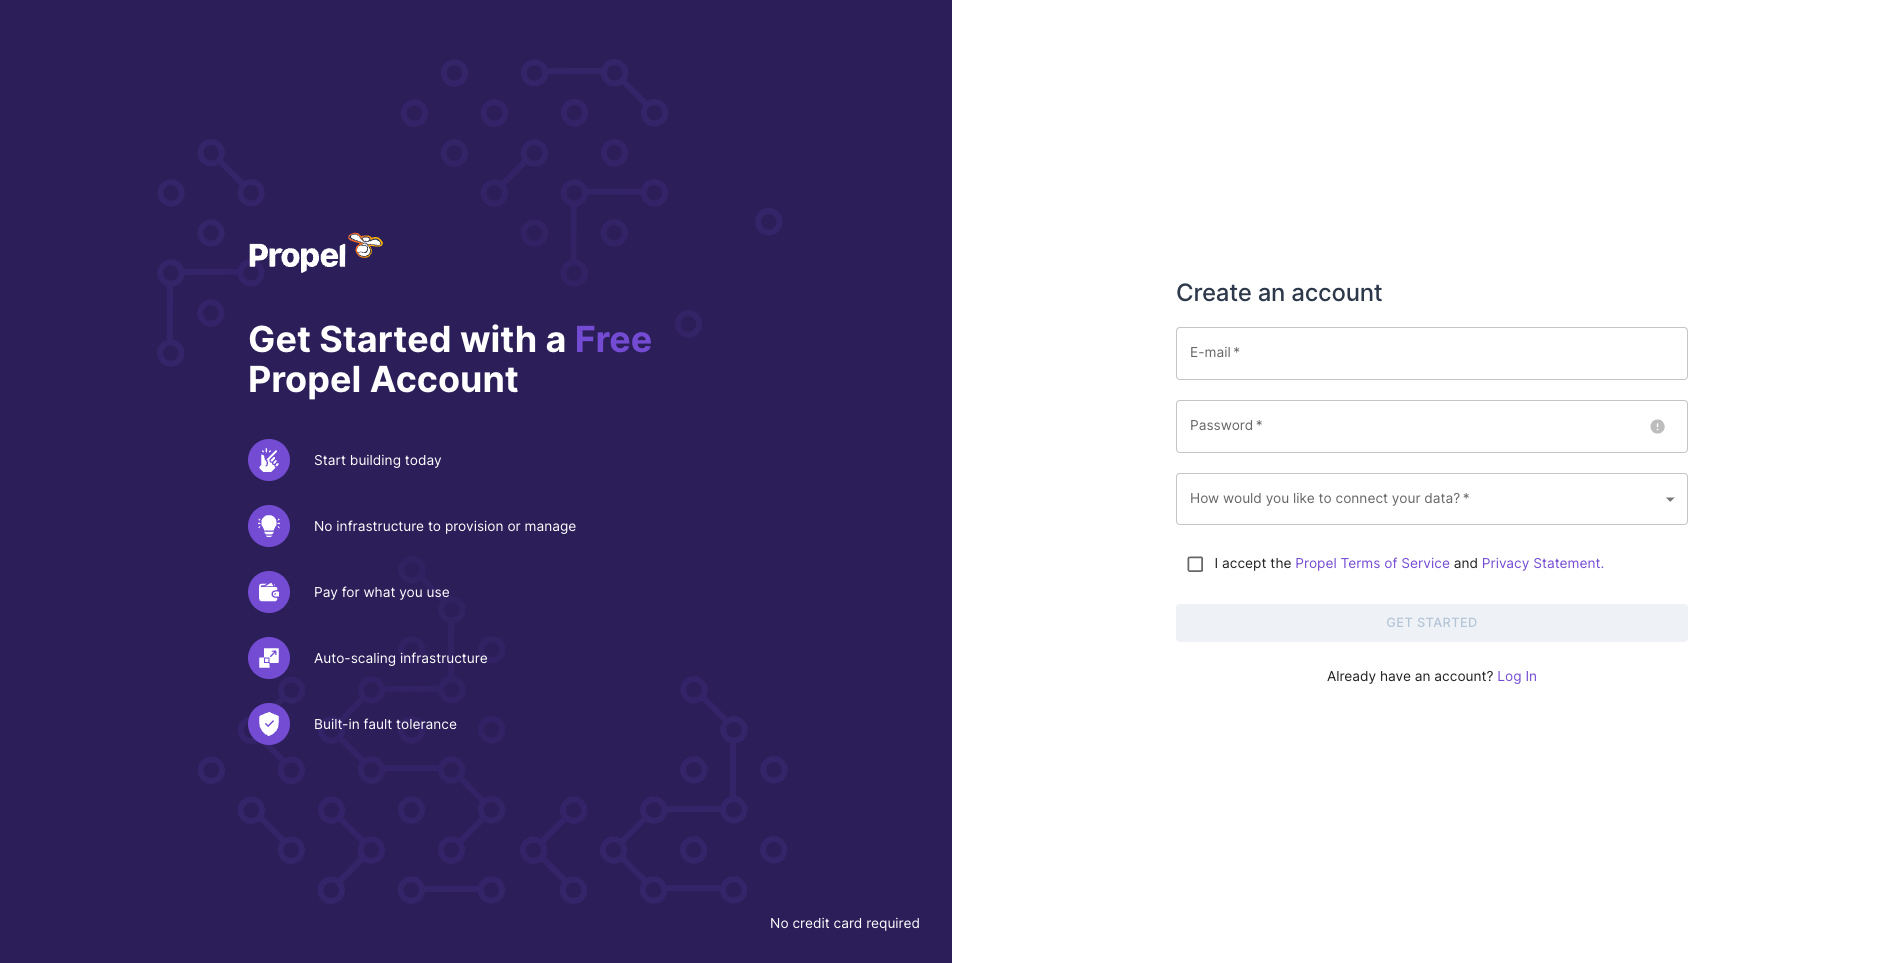 Propel
Get Started with a Free
Propel Account
Start building today
No infrastructure to provision or manage
Pay for what you use
Auto-scaling infrastructure
Built-in fault tolerance
No credit card required
Create an account
E-mail *
Password *
How would you like to connect your data? *
I accept the Propel Terms of Service and Privacy Statement.
GET STARTED
Already have an account? Log In